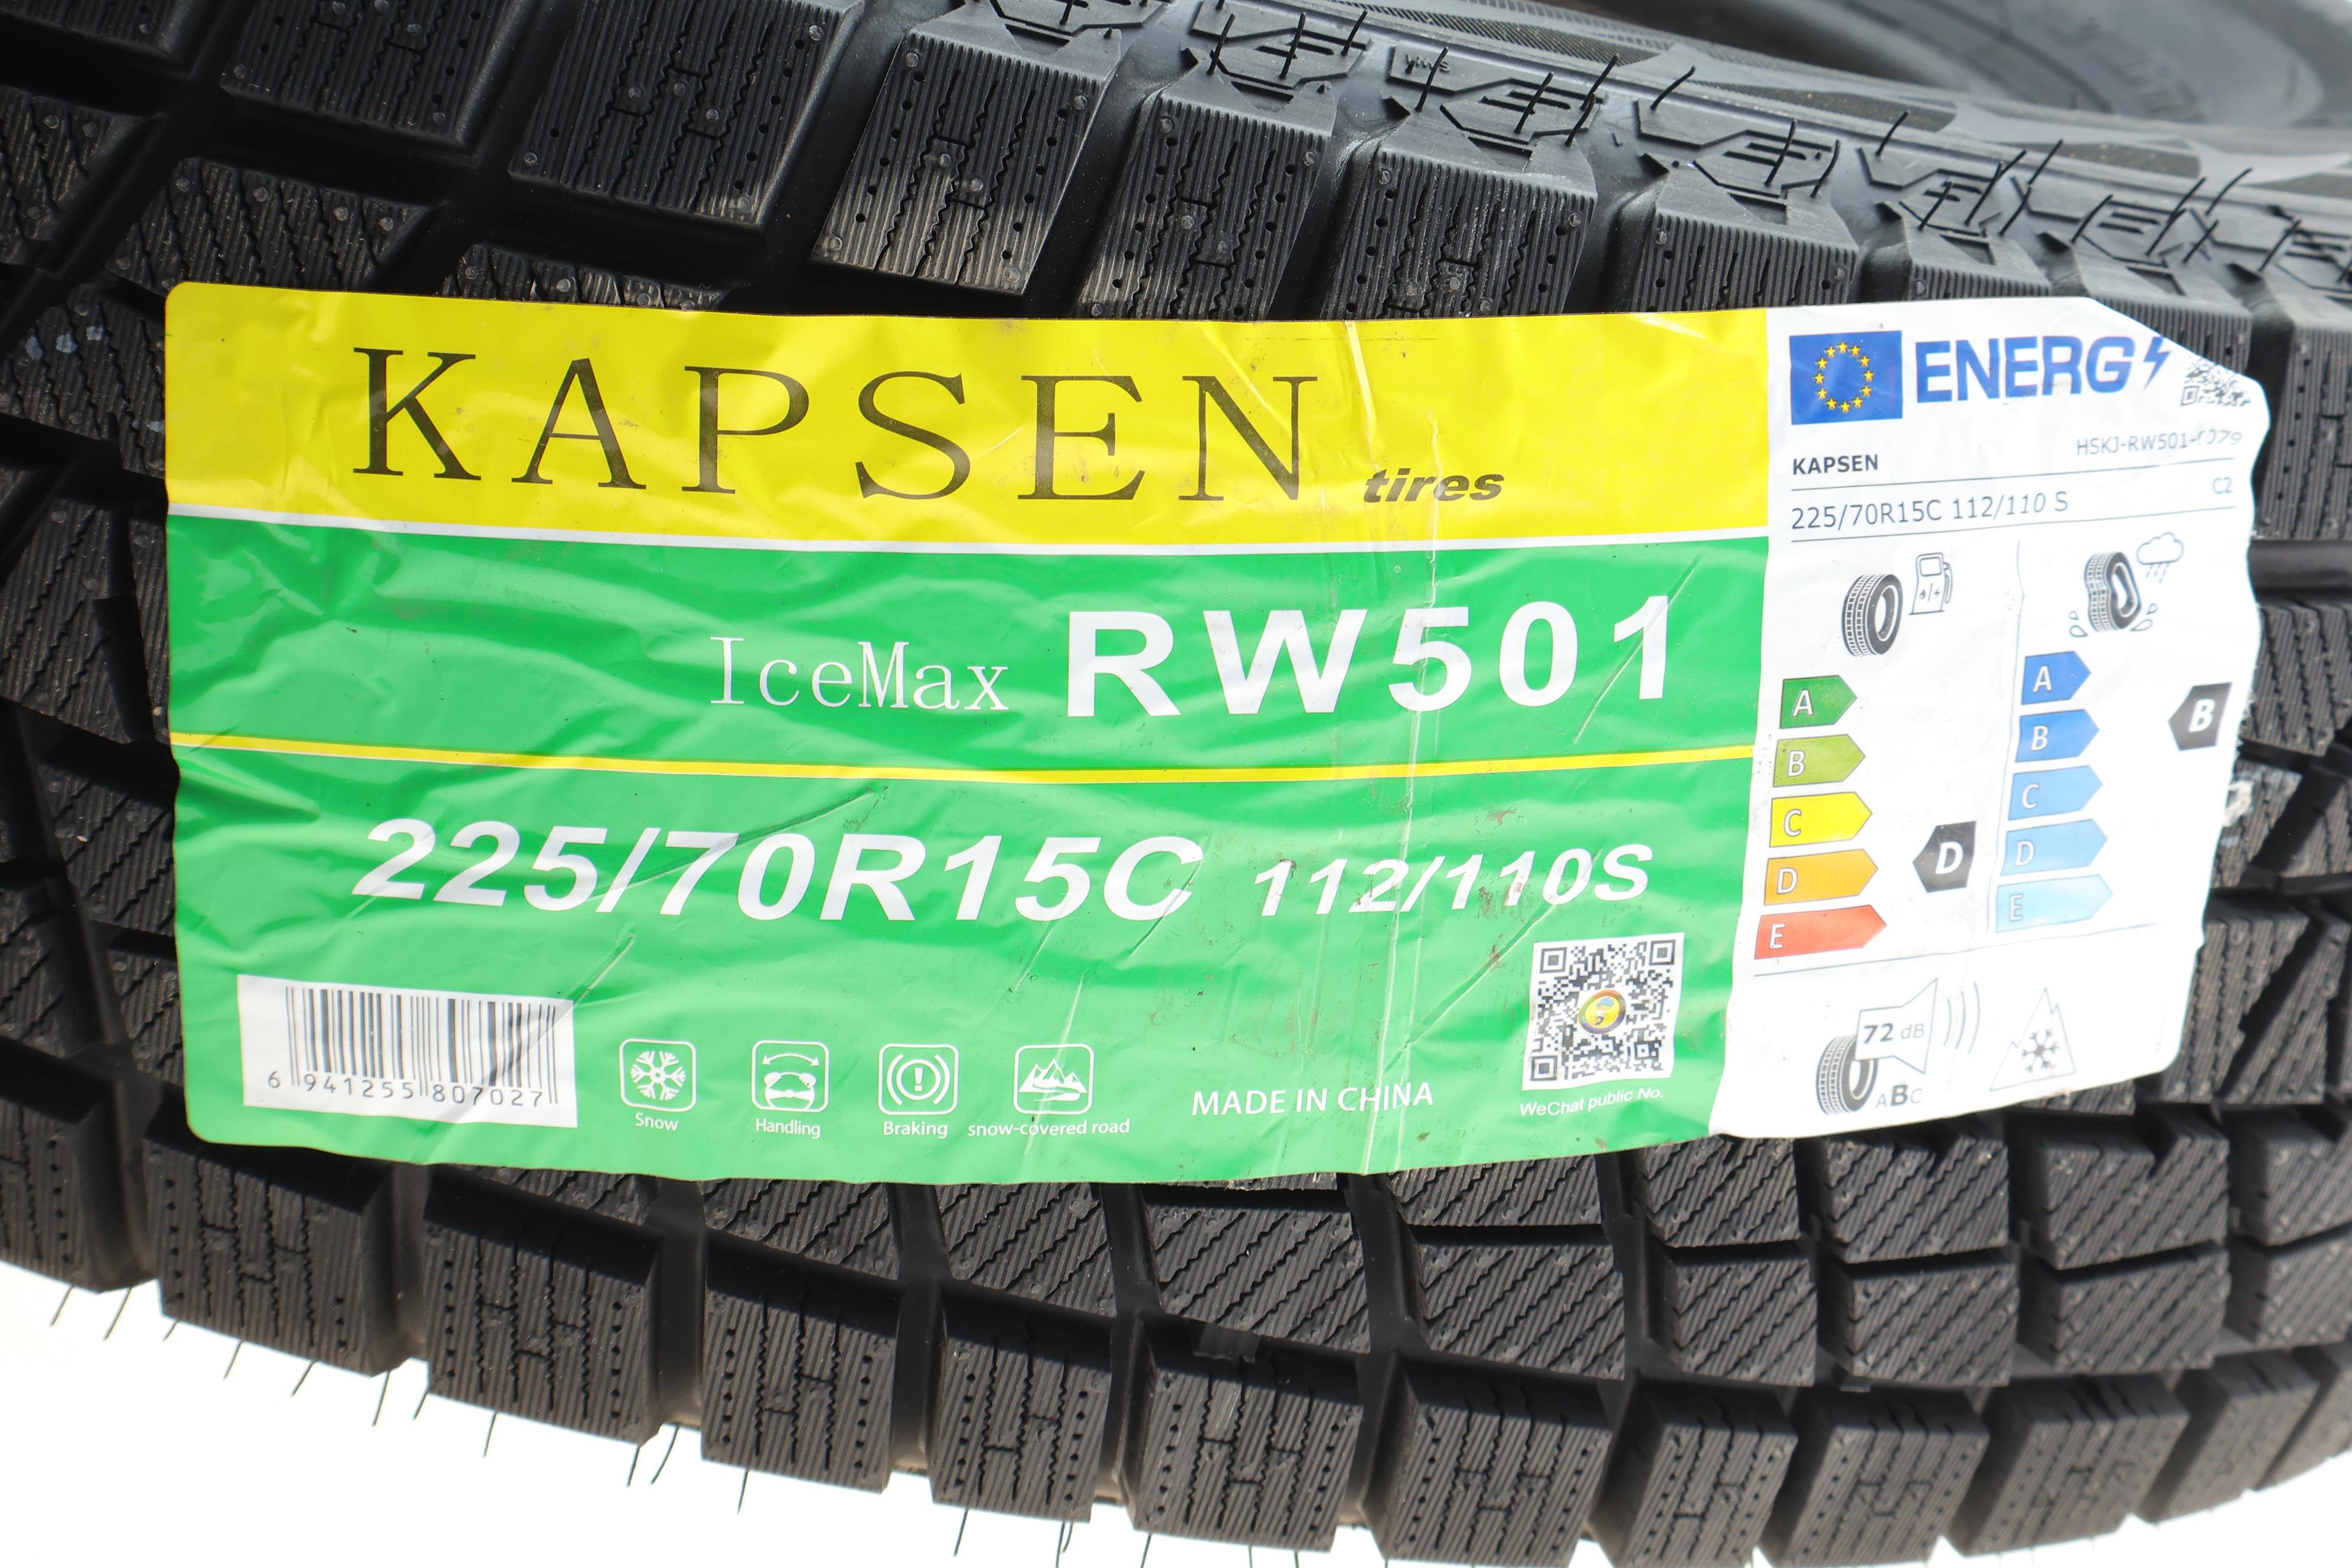 KAPSEN tires
IceMax RW501
225/70R15C 112/110S
6 941255 807027
Snow
Handling
Braking
snow-covered road
MADE IN CHINA
WeChat public No.
ENERG
KAPSEN
225/70R15C 112/110 S
C2
A
B
C
D
E
D
A
B
C
D
E
B
72 dB
ABC